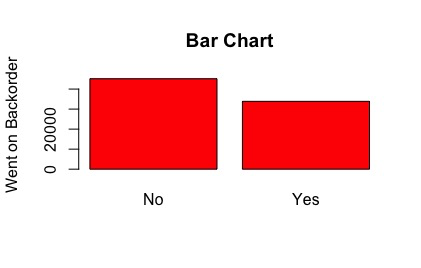 Bar Chart
Went on Backorder
20000
0
No Yes